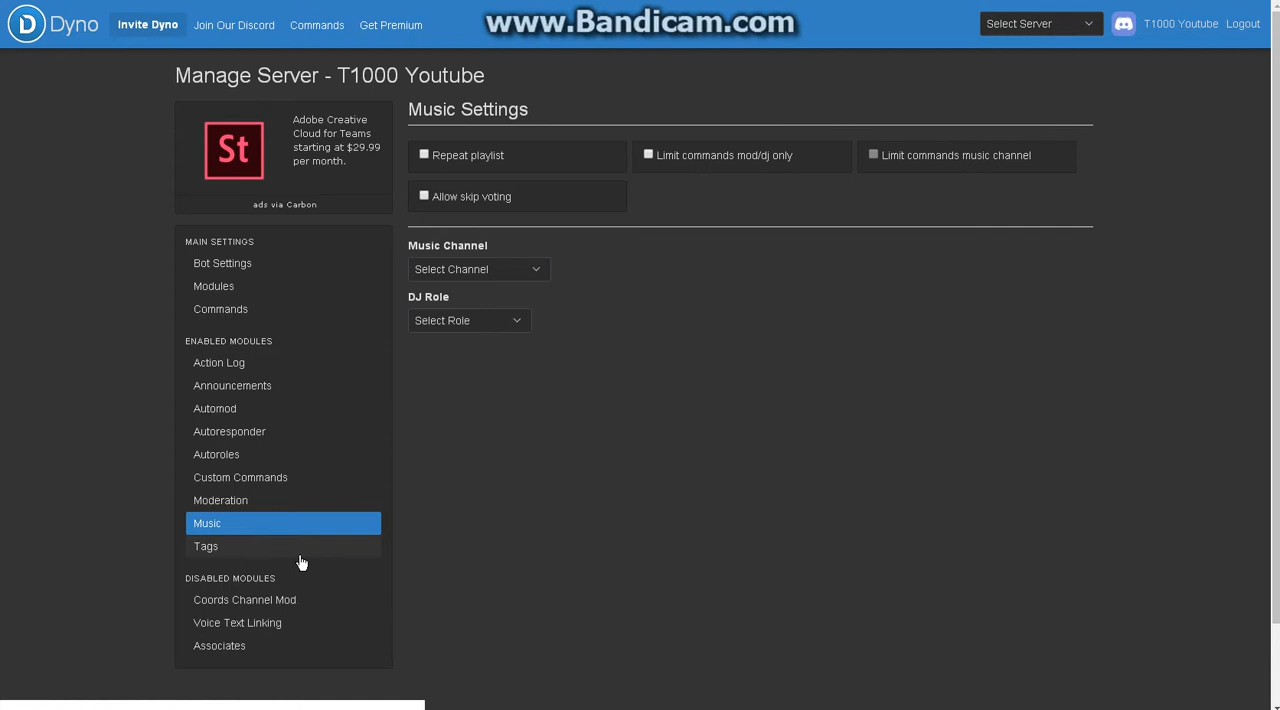 Dyno
Invite Dyno
Join Our Discord
Commands
Get Premium
www.Bandicam.com
Select Server
T1000 Youtube
Logout
Manage Server - T1000 Youtube
St
Adobe Creative
Cloud for Teams
starting at $29.99
per month.
ads via Carbon
MAIN SETTINGS
Bot Settings
Modules
Commands
ENABLED MODULES
Action Log
Announcements
Automod
Autoresponder
Autoroles
Custom Commands
Moderation
Music
Tags
DISABLED MODULES
Coords Channel Mod
Voice Text Linking
Associates
Music Settings
Repeat playlist
Limit commands mod/dj only
Limit commands music channel
Allow skip voting
Music Channel
Select Channel
DJ Role
Select Role